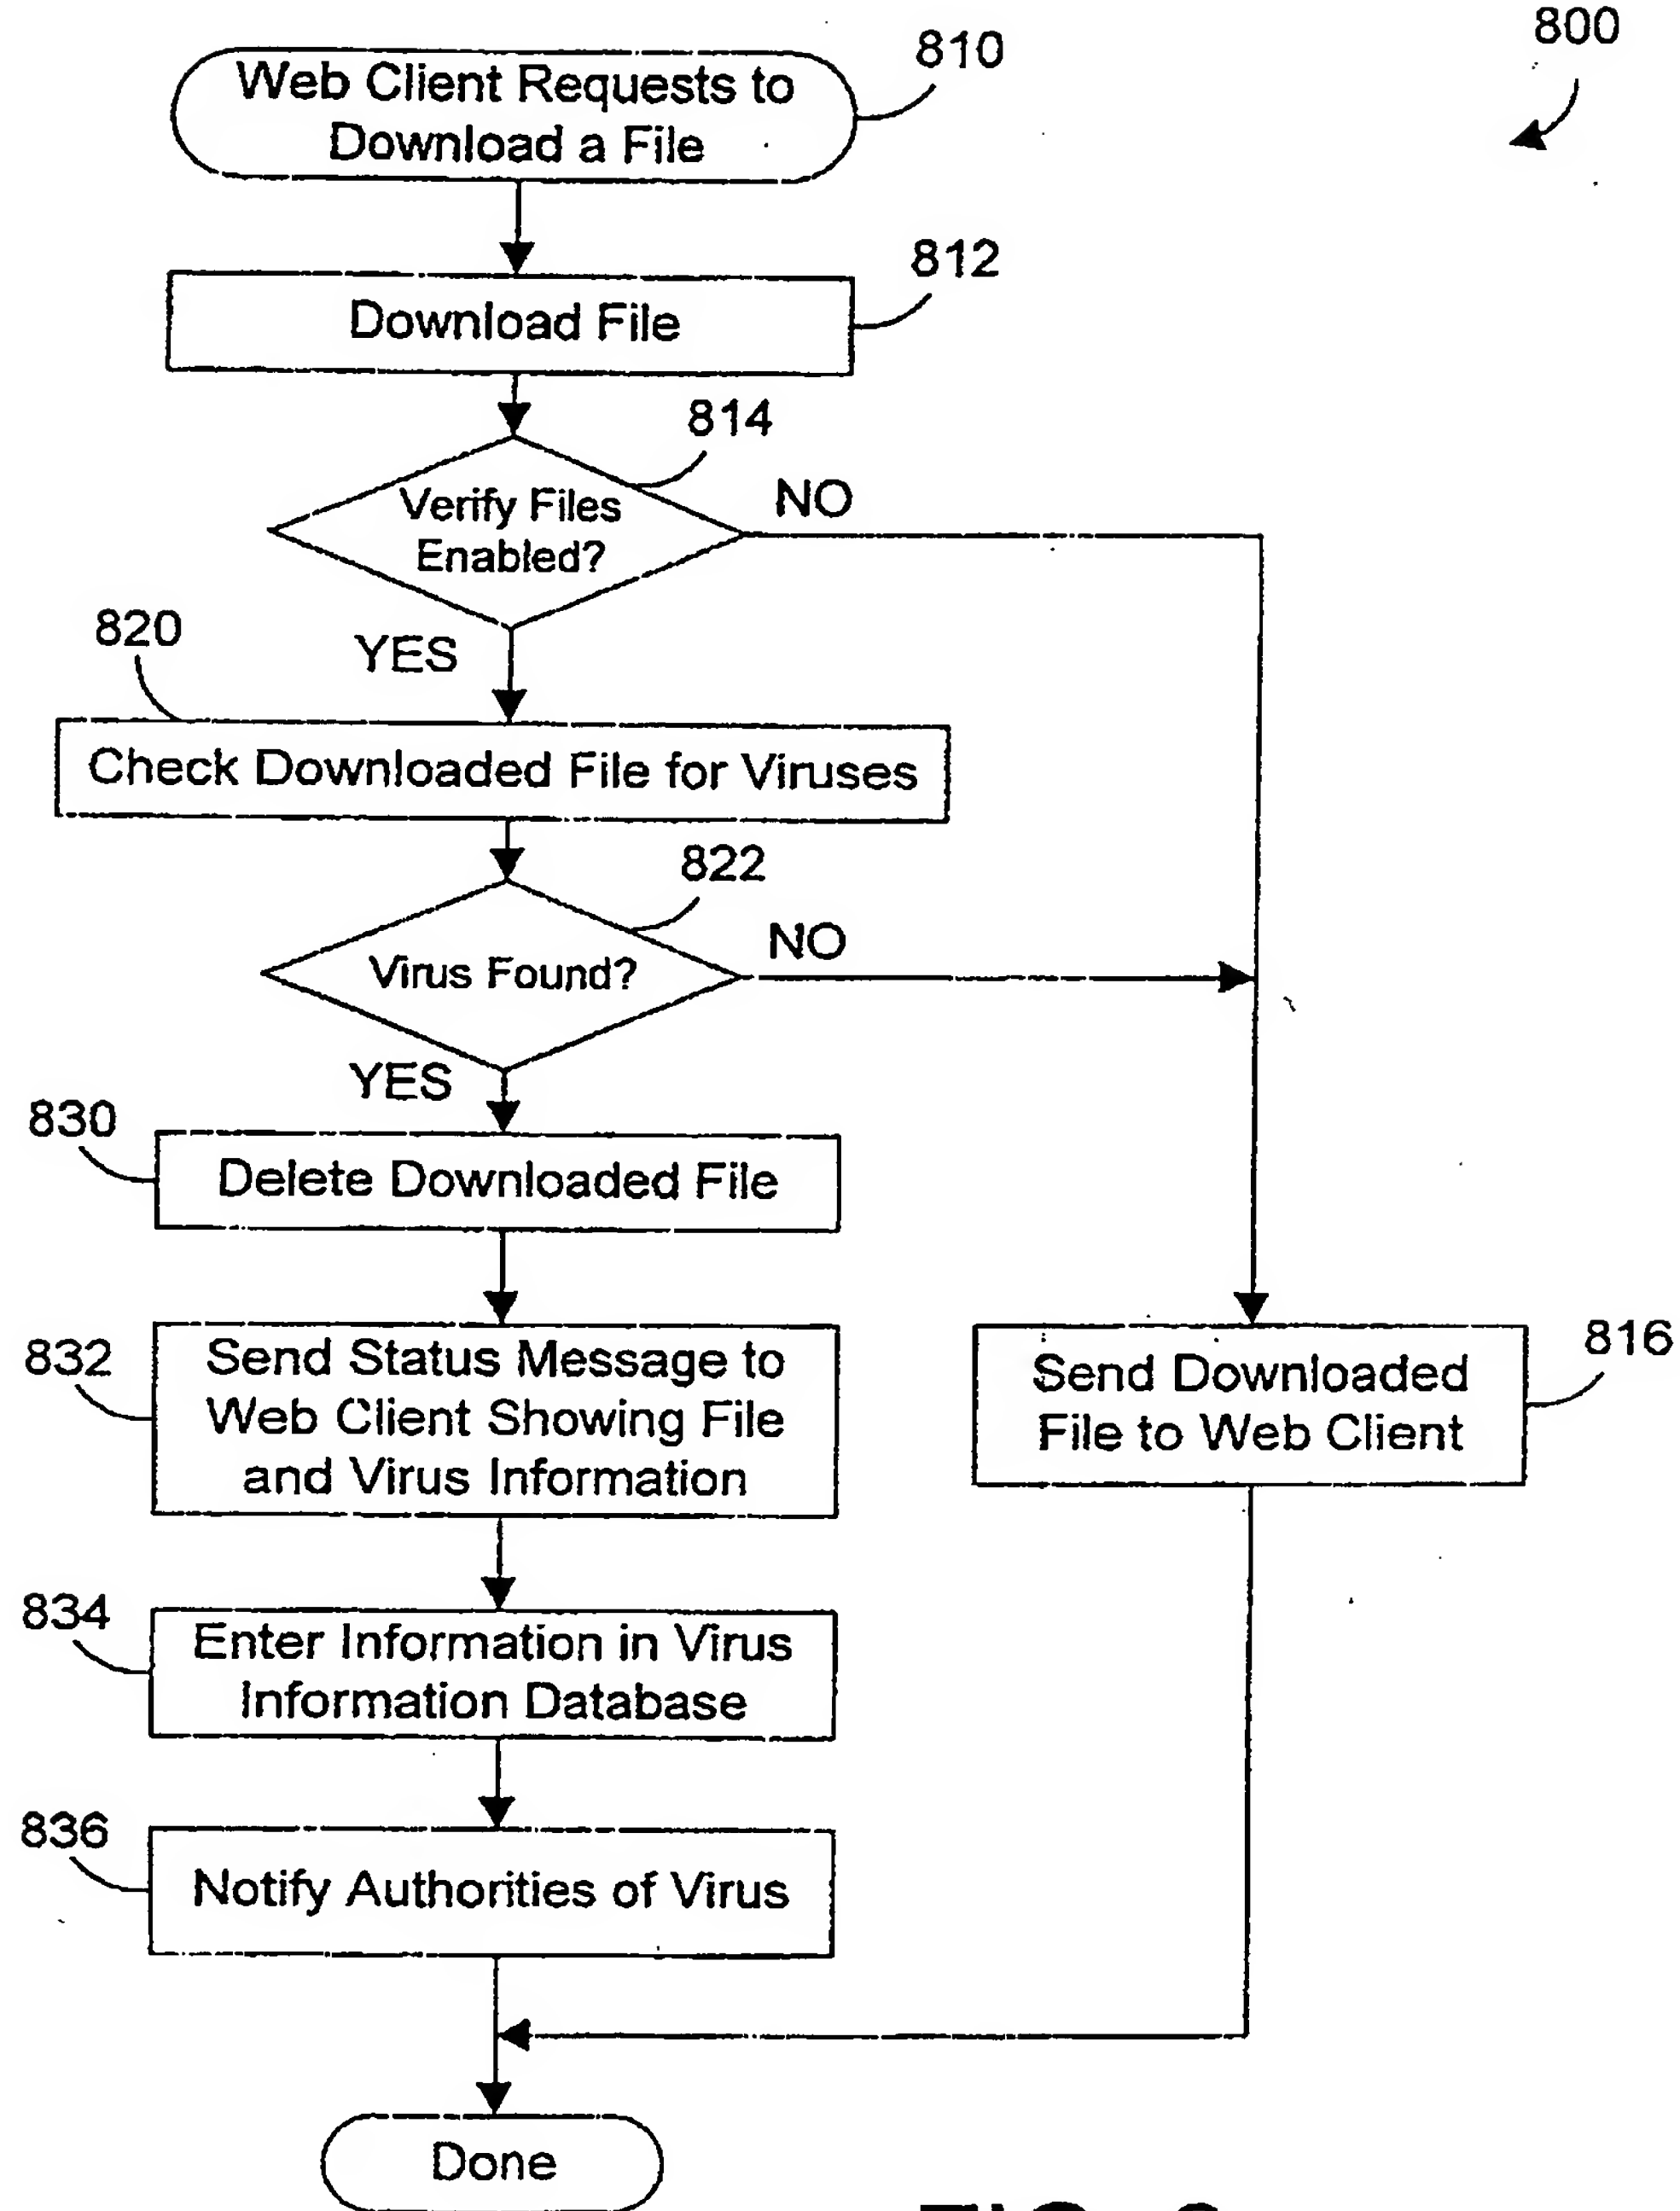 800
810
Web Client Requests to
Download a File
812
Download File
814
Verify Files
Enabled?
NO
YES
820
Check Downloaded File for Viruses
822
Virus Found?
NO
YES
830
Delete Downloaded File
832
Send Status Message to
Web Client Showing File
and Virus Information
816
Send Downloaded
File to Web Client
834
Enter Information in Virus
Information Database
836
Notify Authorities of Virus
Done